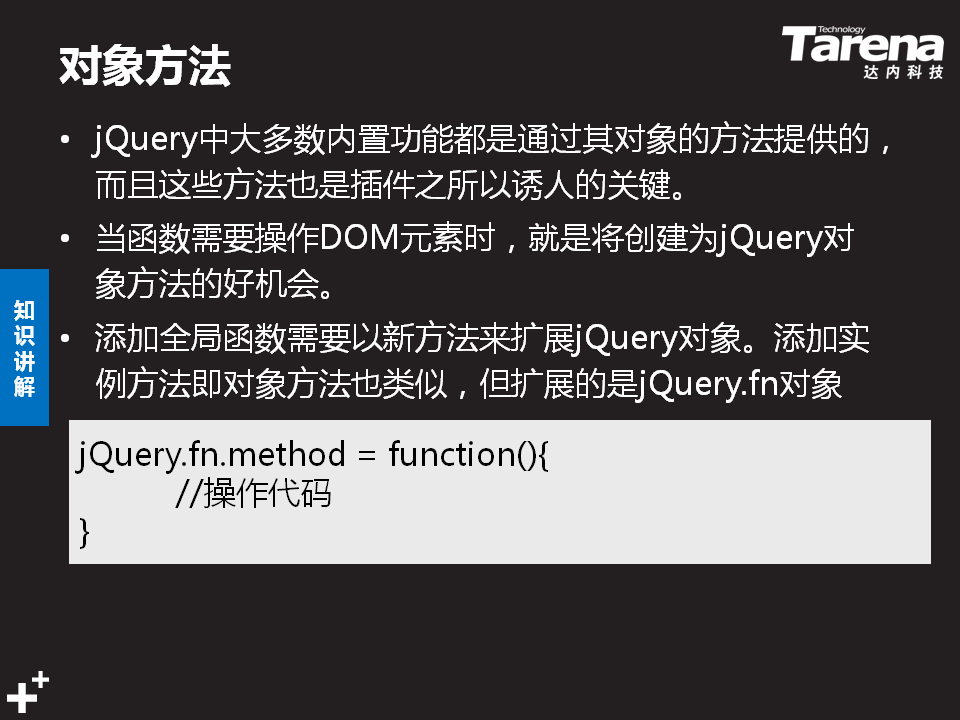 对象方法
Technology
Tarena
达内科技
• jQuery中大多数内置功能都是通过其对象的方法提供的，
而且这些方法也是插件之所以诱人的关键。
• 当函数需要操作DOM元素时，就是将创建为jQuery对
象方法的好机会。
• 添加全局函数需要以新方法来扩展jQuery对象。添加实
例方法即对象方法也类似，但扩展的是jQuery.fn对象
知
识
讲
解
jQuery.fn.method = function(){
//操作代码
}